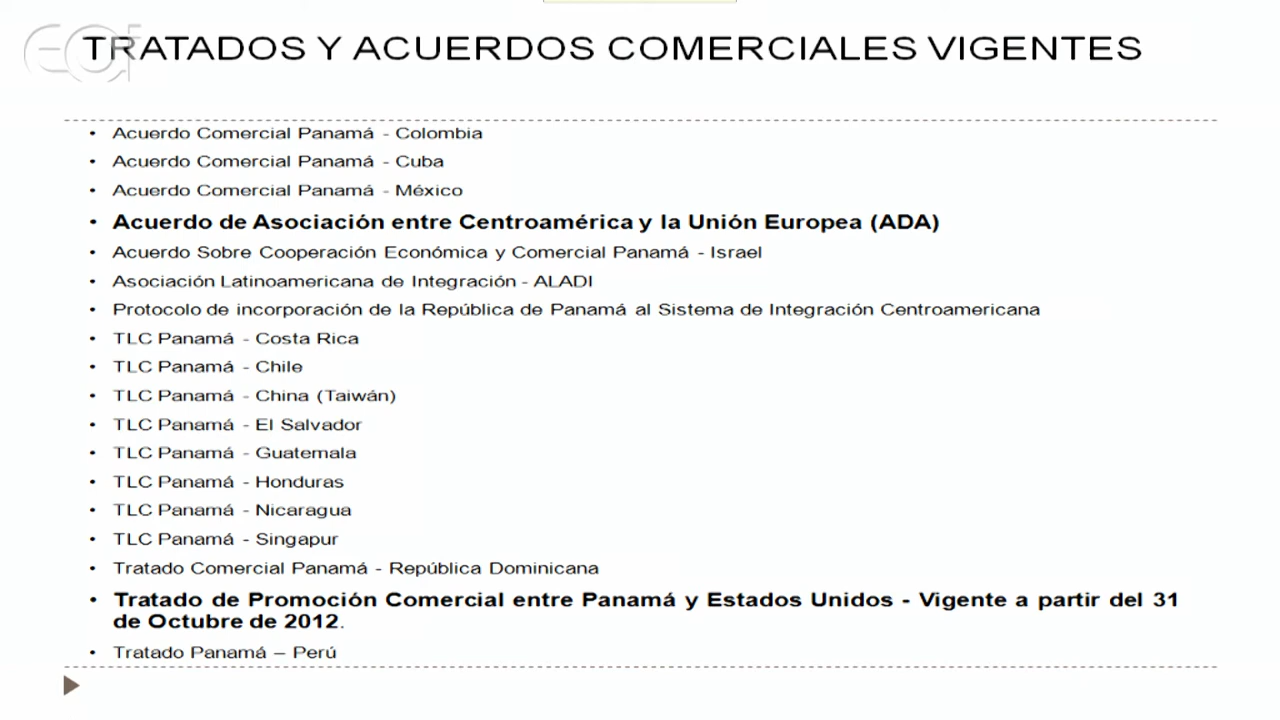 eoi
TRATADOS Y ACUERDOS COMERCIALES VIGENTES
• Acuerdo Comercial Panamá - Colombia
• Acuerdo Comercial Panamá - Cuba
• Acuerdo Comercial Panamá - México
• Acuerdo de Asociación entre Centroamérica y la Unión Europea (ADA)
• Acuerdo Sobre Cooperación Económica y Comercial Panamá - Israel
• Asociación Latinoamericana de Integración - ALADI
• Protocolo de incorporación de la República de Panamá al Sistema de Integración Centroamericana
• TLC Panamá - Costa Rica
• TLC Panamá - Chile
• TLC Panamá - China (Taiwán)
• TLC Panamá - El Salvador
• TLC Panamá - Guatemala
• TLC Panamá - Honduras
• TLC Panamá - Nicaragua
• TLC Panamá - Singapur
• Tratado Comercial Panamá - República Dominicana
• Tratado de Promoción Comercial entre Panamá y Estados Unidos - Vigente a partir del 31
de Octubre de 2012.
• Tratado Panamá – Perú